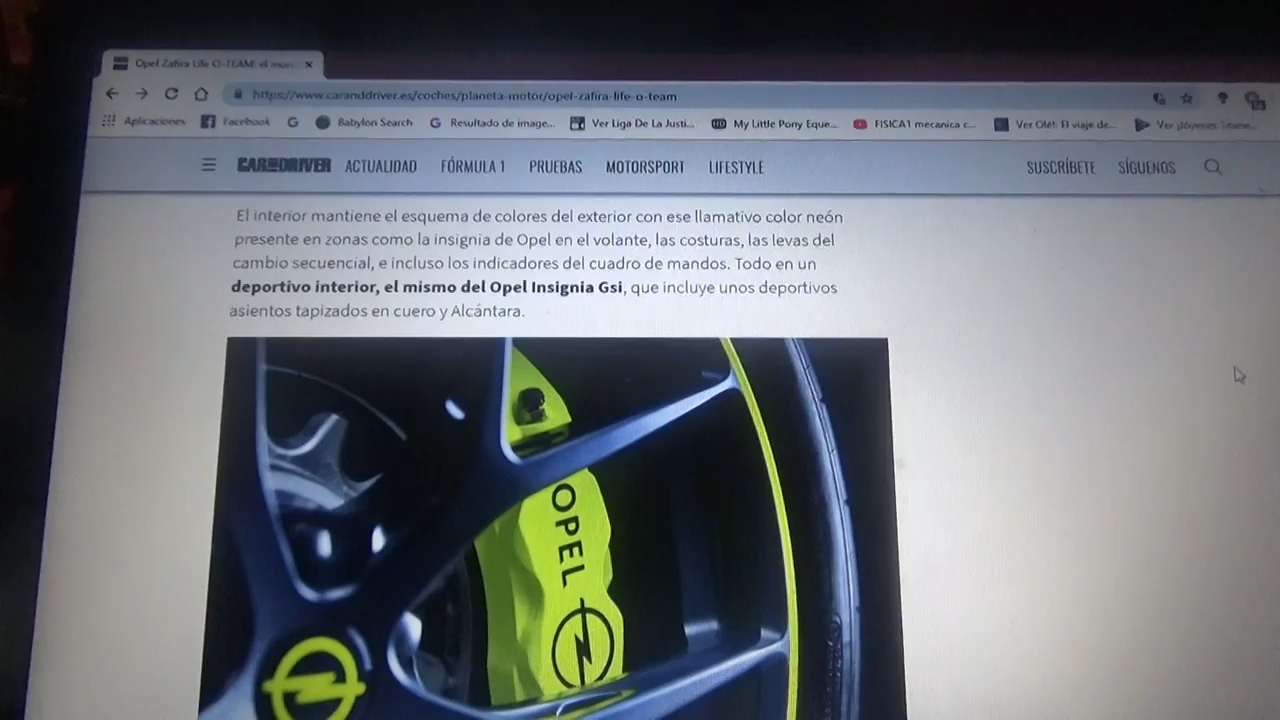 Opel Zafira Life O-TEAM: el mons
https://www.caranddriver.es/coches/planeta-motor/opel-zafira-life-o-team
Aplicaciones Facebook Babylon Search Resultado de image... Ver Liga De La Justi... My Little Pony Eque... FISICA1 mecanica c... Ver Olé!: El viaje de... Ver
CAR AND DRIVER ACTUALIDAD FÓRMULA 1 PRUEBAS MOTORSPORT LIFESTYLE SUSCRÍBETE SÍGUENOS
El interior mantiene el esquema de colores del exterior con ese llamativo color neón
presente en zonas como la insignia de Opel en el volante, las costuras, las levas del
cambio secuencial, e incluso los indicadores del cuadro de mandos. Todo en un
deportivo interior, el mismo del Opel Insignia Gsi, que incluye unos deportivos
asientos tapizados en cuero y Alcántara.
OPEL